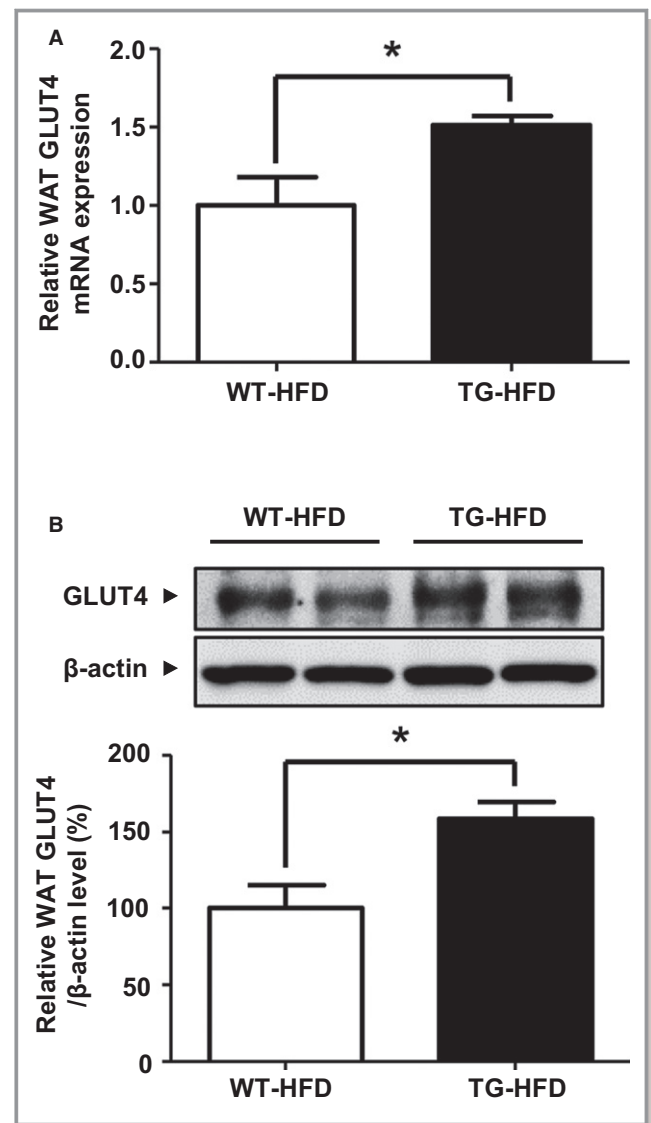 A
*
2.0
1.5
1.0
0.5
0.0
Relative WAT GLUT4
mRNA expression
WT-HFD TG-HFD
B
WT-HFD TG-HFD
GLUT4 ►
β-actin ►
*
200
150
100
50
0
Relative WAT GLUT4
/β-actin level (%)
WT-HFD TG-HFD